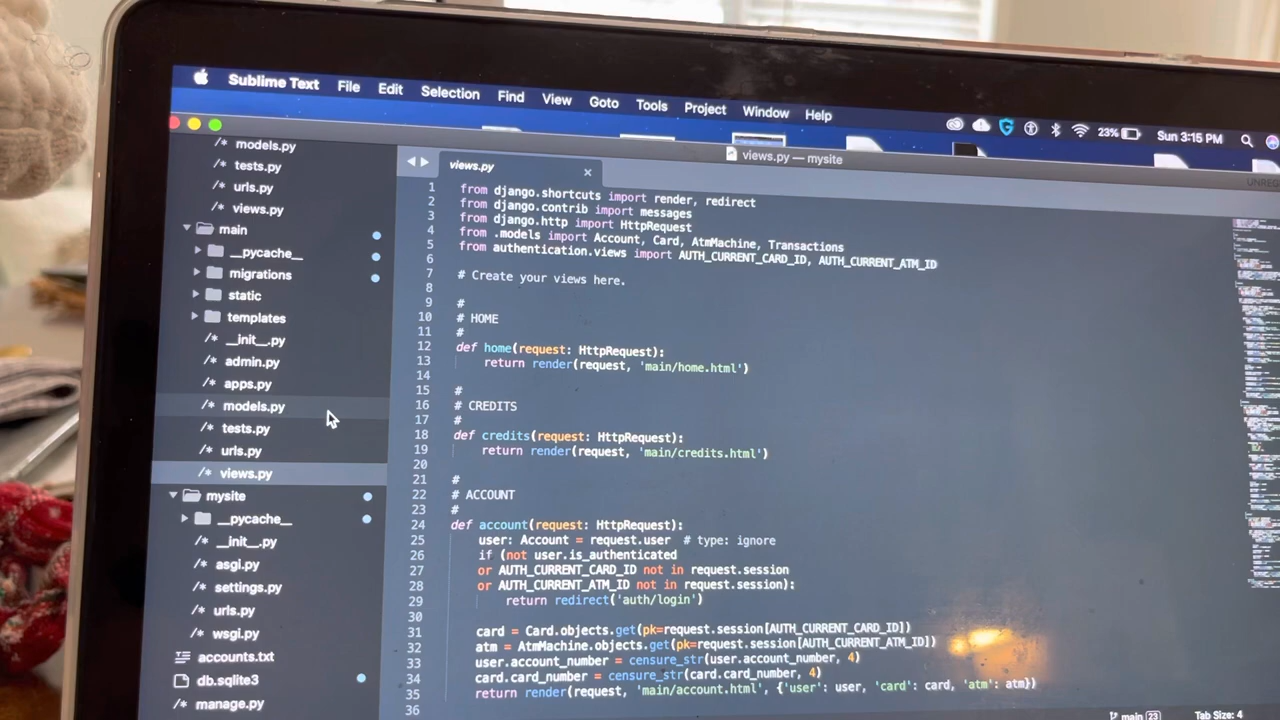 Sublime Text File Edit Selection Find View Goto Tools Project Window Help 23% Sun 3:15 PM
views.py — mysite
models.py
tests.py
urls.py
views.py
main
__pycache__
migrations
static
templates
__init__.py
admin.py
apps.py
models.py
tests.py
urls.py
views.py
mysite
__pycache__
__init__.py
asgi.py
settings.py
urls.py
wsgi.py
accounts.txt
db.sqlite3
manage.py
views.py
1 from django.shortcuts import render, redirect
2 from django.contrib import messages
3 from django.http import HttpRequest
4 from .models import Account, Card, AtmMachine, Transactions
5 from authentication.views import AUTH_CURRENT_CARD_ID, AUTH_CURRENT_ATM_ID
6
7 # Create your views here.
8
9 #
10 # HOME
11 #
12 def home(request: HttpRequest):
13 return render(request, 'main/home.html')
14
15 #
16 # CREDITS
17 #
18 def credits(request: HttpRequest):
19 return render(request, 'main/credits.html')
20
21 #
22 # ACCOUNT
23 #
24 def account(request: HttpRequest):
25 user: Account = request.user # type: ignore
26 if (not user.is_authenticated
27 or AUTH_CURRENT_CARD_ID not in request.session
28 or AUTH_CURRENT_ATM_ID not in request.session):
29 return redirect('auth/login')
30
31 card = Card.objects.get(pk=request.session[AUTH_CURRENT_CARD_ID])
32 atm = AtmMachine.objects.get(pk=request.session[AUTH_CURRENT_ATM_ID])
33 user.account_number = censure_str(user.account_number, 4)
34 card.card_number = censure_str(card.card_number, 4)
35 return render(request, 'main/account.html', {'user': user, 'card': card, 'atm': atm})
36
main 23 Tab Size: 4